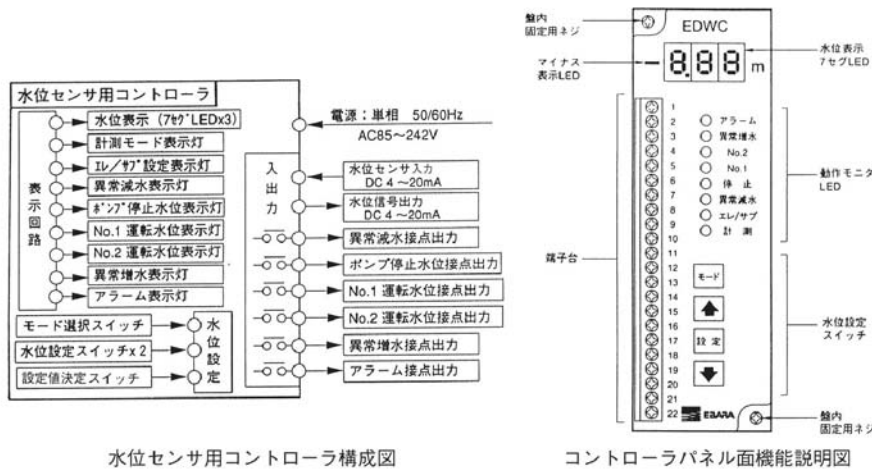 水位センサ用コントローラ
表示回路
水位表示（7セグLEDx3）
計測モード表示灯
エレ/サブ設定表示灯
異常減水表示灯
ポンプ停止水位表示灯
No.1 運転水位表示灯
No.2 運転水位表示灯
異常増水表示灯
アラーム表示灯
モード選択スイッチ
水位設定スイッチx2
設定値決定スイッチ
水位設定
入出力
電源：単相 50/60Hz
AC85～242V
水位センサ入力
DC 4 ～20mA
水位信号出力
DC 4 ～20mA
異常減水接点出力
ポンプ停止水位接点出力
No.1 運転水位接点出力
No.2 運転水位接点出力
異常増水接点出力
アラーム接点出力
水位センサ用コントローラ構成図
盤内
固定用ネジ
EDWC
マイナス
表示LED
8.88 m
水位表示
7セグLED
端子台
1
2
3
4
5
6
7
8
9
10
11
12
13
14
15
16
17
18
19
20
21
22
アラーム
異常増水
No.2
No.1
停止
異常減水
エレ/サブ
計測
動作モニタ
LED
モード
設定
水位設定
スイッチ
EBARA
盤内
固定用ネジ
コントローラパネル面機能説明図